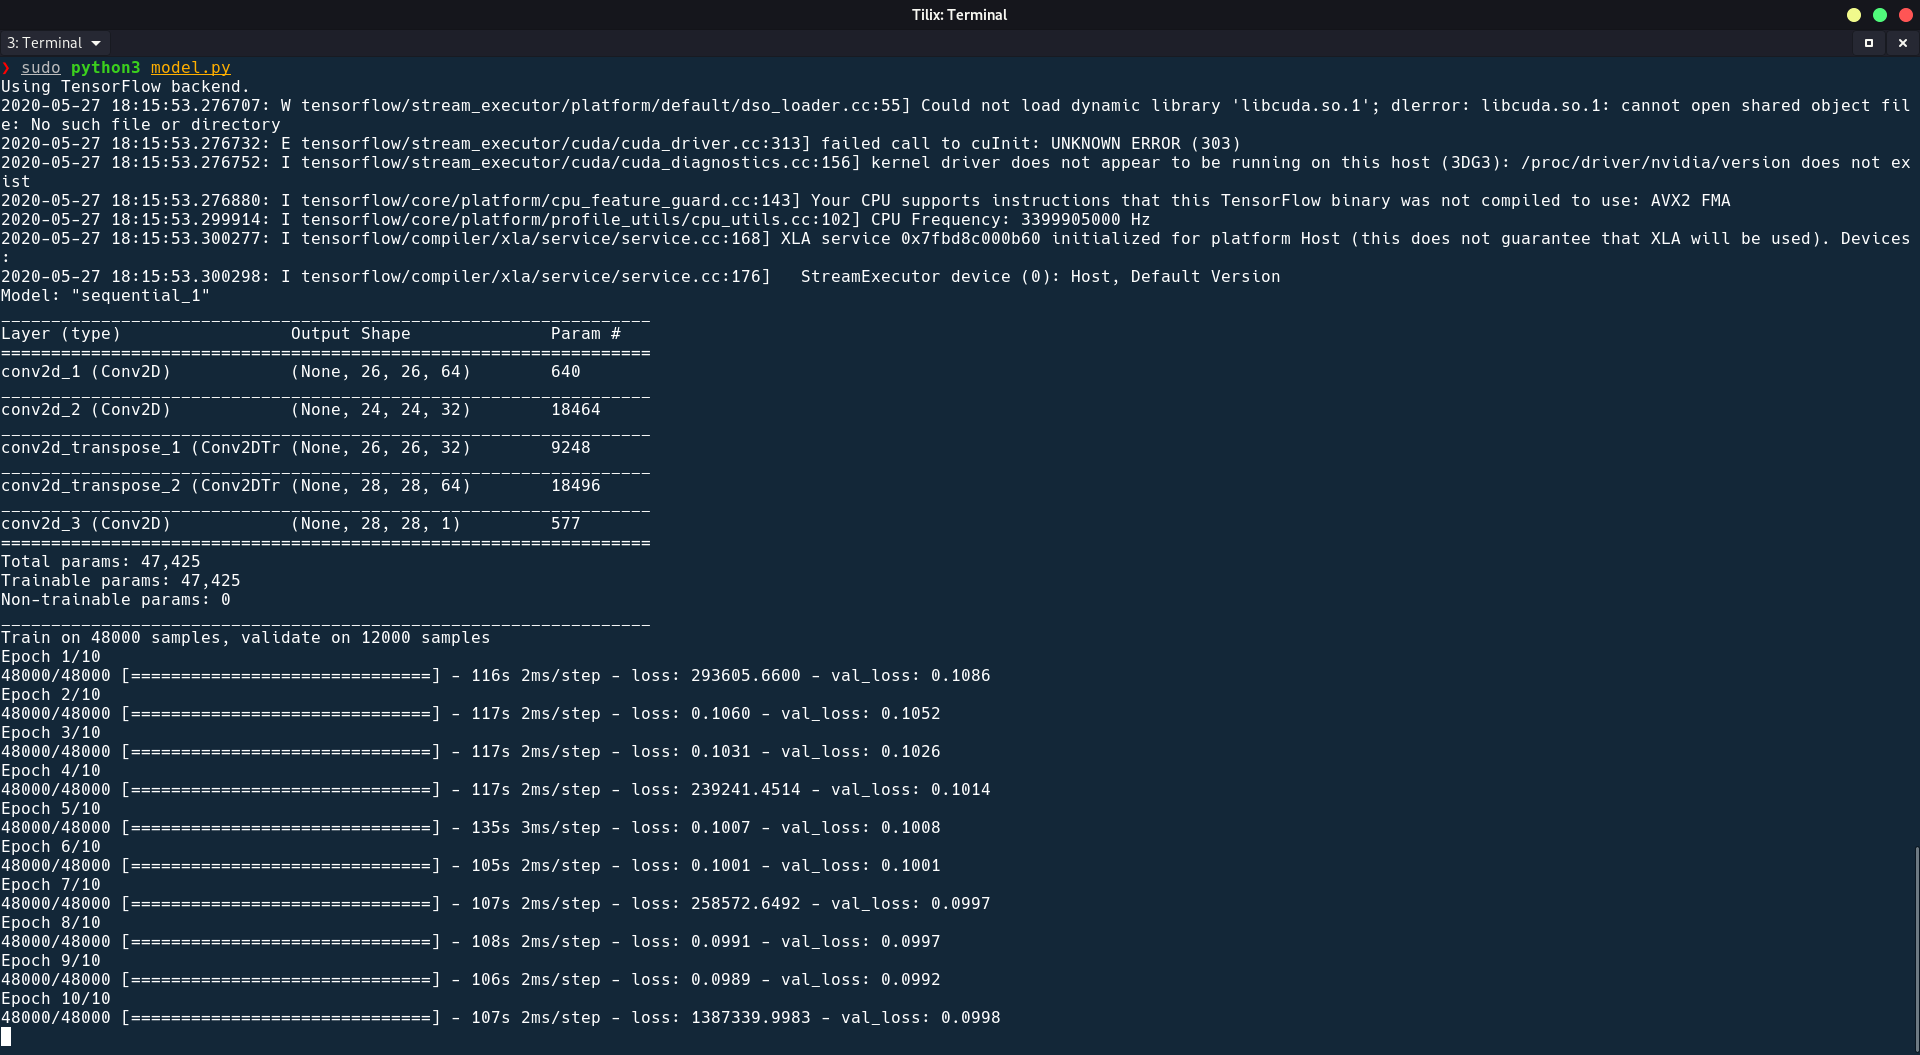 Tilix: Terminal
3: Terminal
❯ sudo python3 model.py
Using TensorFlow backend.
2020-05-27 18:15:53.276707: W tensorflow/stream_executor/platform/default/dso_loader.cc:55] Could not load dynamic library 'libcuda.so.1'; dlerror: libcuda.so.1: cannot open shared object fil
e: No such file or directory
2020-05-27 18:15:53.276732: E tensorflow/stream_executor/cuda/cuda_driver.cc:313] failed call to cuInit: UNKNOWN ERROR (303)
2020-05-27 18:15:53.276752: I tensorflow/stream_executor/cuda/cuda_diagnostics.cc:156] kernel driver does not appear to be running on this host (3DG3): /proc/driver/nvidia/version does not ex
ist
2020-05-27 18:15:53.276880: I tensorflow/core/platform/cpu_feature_guard.cc:143] Your CPU supports instructions that this TensorFlow binary was not compiled to use: AVX2 FMA
2020-05-27 18:15:53.299914: I tensorflow/core/platform/profile_utils/cpu_utils.cc:102] CPU Frequency: 3399905000 Hz
2020-05-27 18:15:53.300277: I tensorflow/compiler/xla/service/service.cc:168] XLA service 0x7fbd8c000b60 initialized for platform Host (this does not guarantee that XLA will be used). Devices
:
2020-05-27 18:15:53.300298: I tensorflow/compiler/xla/service/service.cc:176]   StreamExecutor device (0): Host, Default Version
Model: "sequential_1"
_________________________________________________________________
Layer (type)                 Output Shape              Param #
=================================================================
conv2d_1 (Conv2D)            (None, 26, 26, 64)        640
_________________________________________________________________
conv2d_2 (Conv2D)            (None, 24, 24, 32)        18464
_________________________________________________________________
conv2d_transpose_1 (Conv2DTr (None, 26, 26, 32)        9248
_________________________________________________________________
conv2d_transpose_2 (Conv2DTr (None, 28, 28, 64)        18496
_________________________________________________________________
conv2d_3 (Conv2D)            (None, 28, 28, 1)         577
=================================================================
Total params: 47,425
Trainable params: 47,425
Non-trainable params: 0
_________________________________________________________________
Train on 48000 samples, validate on 12000 samples
Epoch 1/10
48000/48000 [==============================] - 116s 2ms/step - loss: 293605.6600 - val_loss: 0.1086
Epoch 2/10
48000/48000 [==============================] - 117s 2ms/step - loss: 0.1060 - val_loss: 0.1052
Epoch 3/10
48000/48000 [==============================] - 117s 2ms/step - loss: 0.1031 - val_loss: 0.1026
Epoch 4/10
48000/48000 [==============================] - 117s 2ms/step - loss: 239241.4514 - val_loss: 0.1014
Epoch 5/10
48000/48000 [==============================] - 135s 3ms/step - loss: 0.1007 - val_loss: 0.1008
Epoch 6/10
48000/48000 [==============================] - 105s 2ms/step - loss: 0.1001 - val_loss: 0.1001
Epoch 7/10
48000/48000 [==============================] - 107s 2ms/step - loss: 258572.6492 - val_loss: 0.0997
Epoch 8/10
48000/48000 [==============================] - 108s 2ms/step - loss: 0.0991 - val_loss: 0.0997
Epoch 9/10
48000/48000 [==============================] - 106s 2ms/step - loss: 0.0989 - val_loss: 0.0992
Epoch 10/10
48000/48000 [==============================] - 107s 2ms/step - loss: 1387339.9983 - val_loss: 0.0998